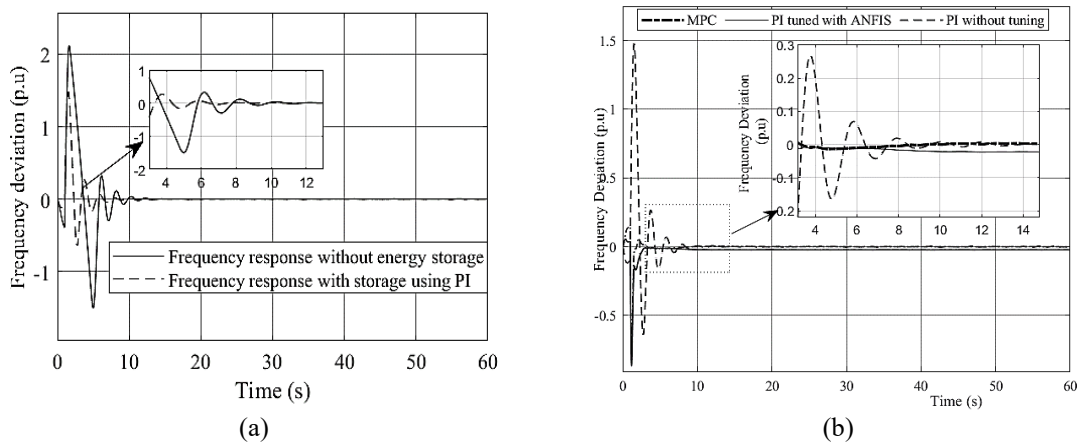 2
1
0
-1
Frequency deviation (p.u)
1
0
-1
-2
4 6 8 10 12
Frequency response without energy storage
Frequency response with storage using PI
0 10 20 30 40 50 60
Time (s)
(a)
MPC PI tuned with ANFIS PI without tuning
1.5
1.0
0.5
0.0
-0.5
Frequency Deviation (p.u)
0.3
0.2
0.1
0
-0.1
0.2
Frequency Deviation
(p.u)
4 6 8 10 12 14
0 10 20 30 40 50 60
Time (s)
(b)